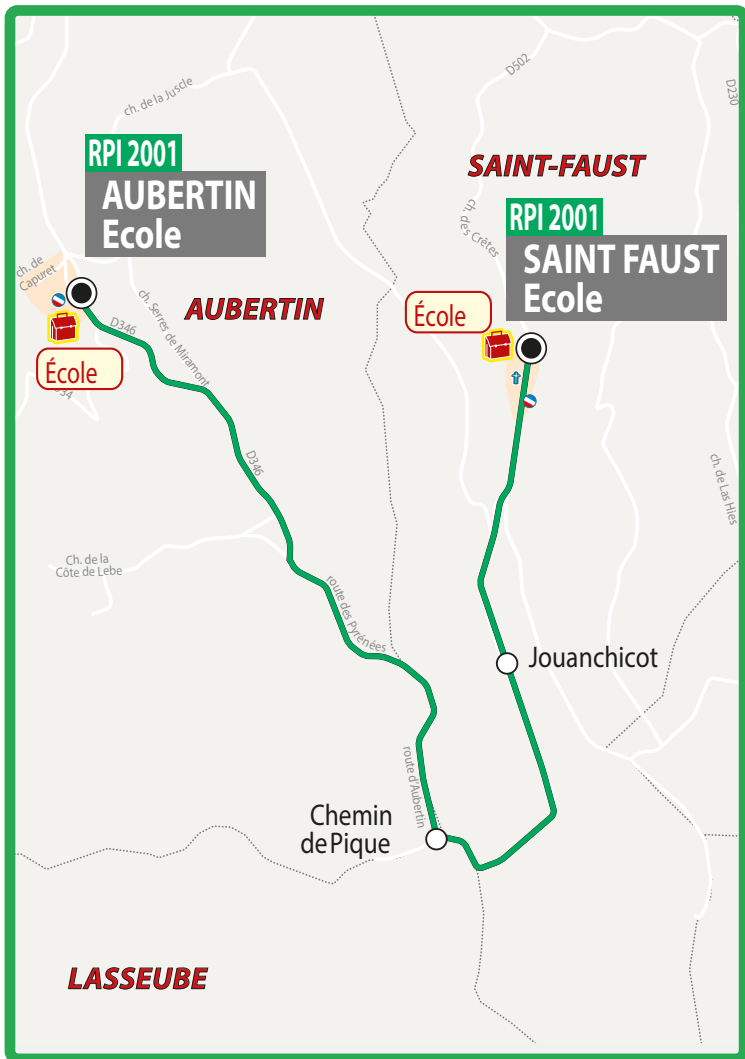 D502
D230
ch. de la Juscle
RPI 2001
AUBERTIN
Ecole
SAINT-FAUST
ch. des Crêtes
RPI 2001
SAINT FAUST
Ecole
ch. de
Capuret
ch. Serres de Miramont
AUBERTIN
D346
École
École
D346
ch. de Las Hies
Ch. de la
Côte de Lebe
route des Pyrénées
Jouanchicot
route d'Aubertin
Chemin
de Pique
LASSEUBE